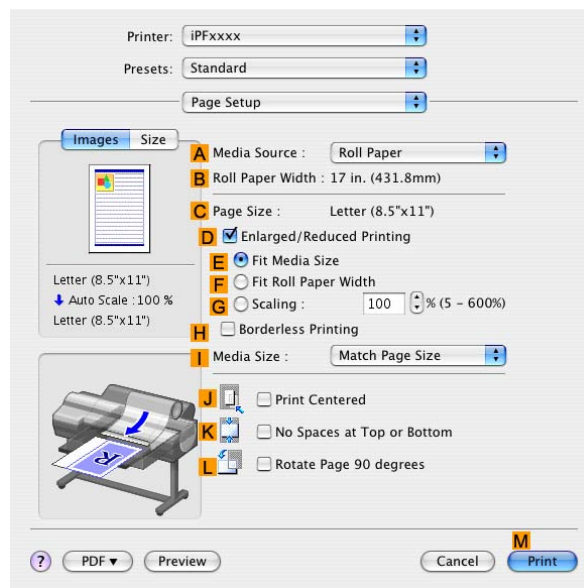 Printer: iPFxxxx
Presets: Standard
Page Setup
Images Size
A Media Source : Roll Paper
B Roll Paper Width : 17 in. (431.8mm)
C Page Size : Letter (8.5"x11")
D Enlarged/Reduced Printing
E Fit Media Size
F Fit Roll Paper Width
G Scaling : 100 % (5 - 600%)
H Borderless Printing
I Media Size : Match Page Size
Letter (8.5"x11")
Auto Scale :100 %
Letter (8.5"x11")
R
J Print Centered
K No Spaces at Top or Bottom
L Rotate Page 90 degrees
M
? PDF Preview Cancel Print